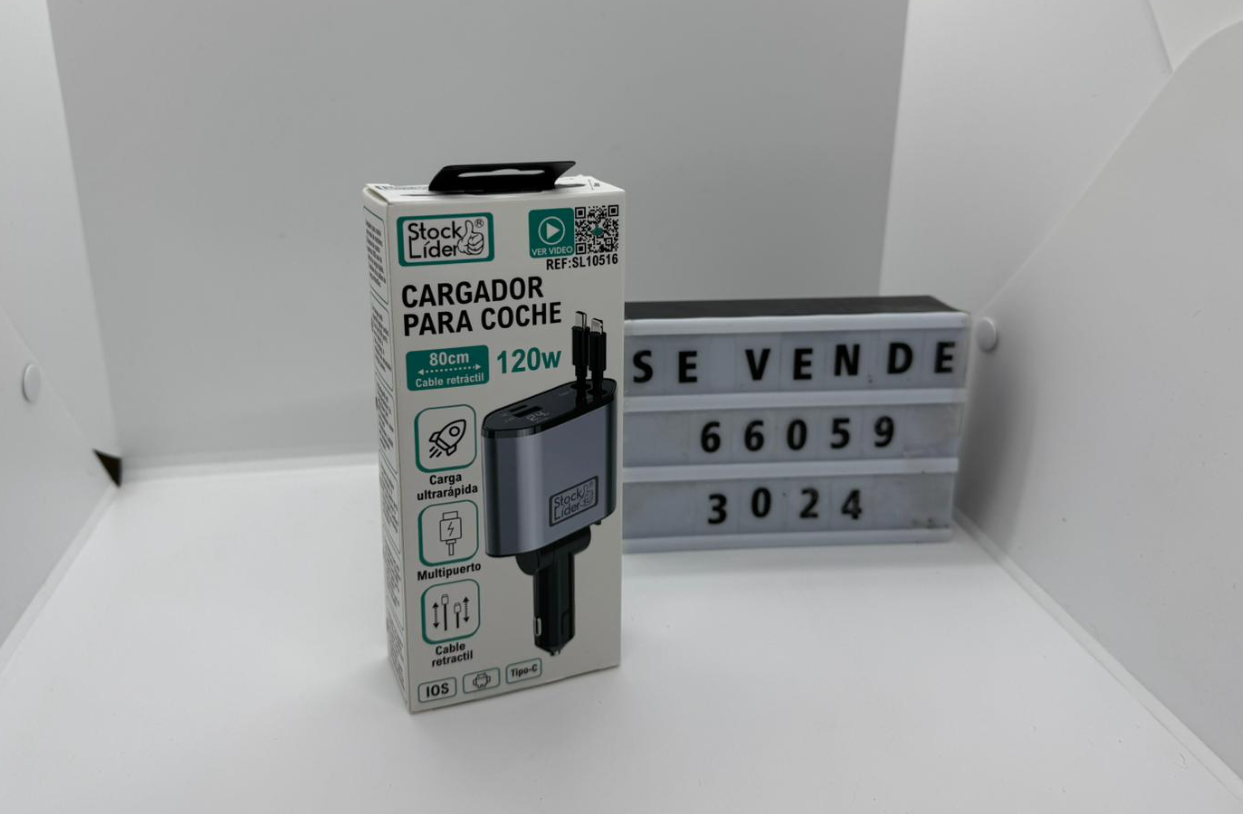 Stock
Líder®
VER VIDEO
REF:SL10516
CARGADOR
PARA COCHE
80cm
Cable retráctil
120w
Carga
ultrarápida
Multipuerto
Cable
retractil
Stock
Líder
IOS
Tipo-C
SE VENDE
66059
3024